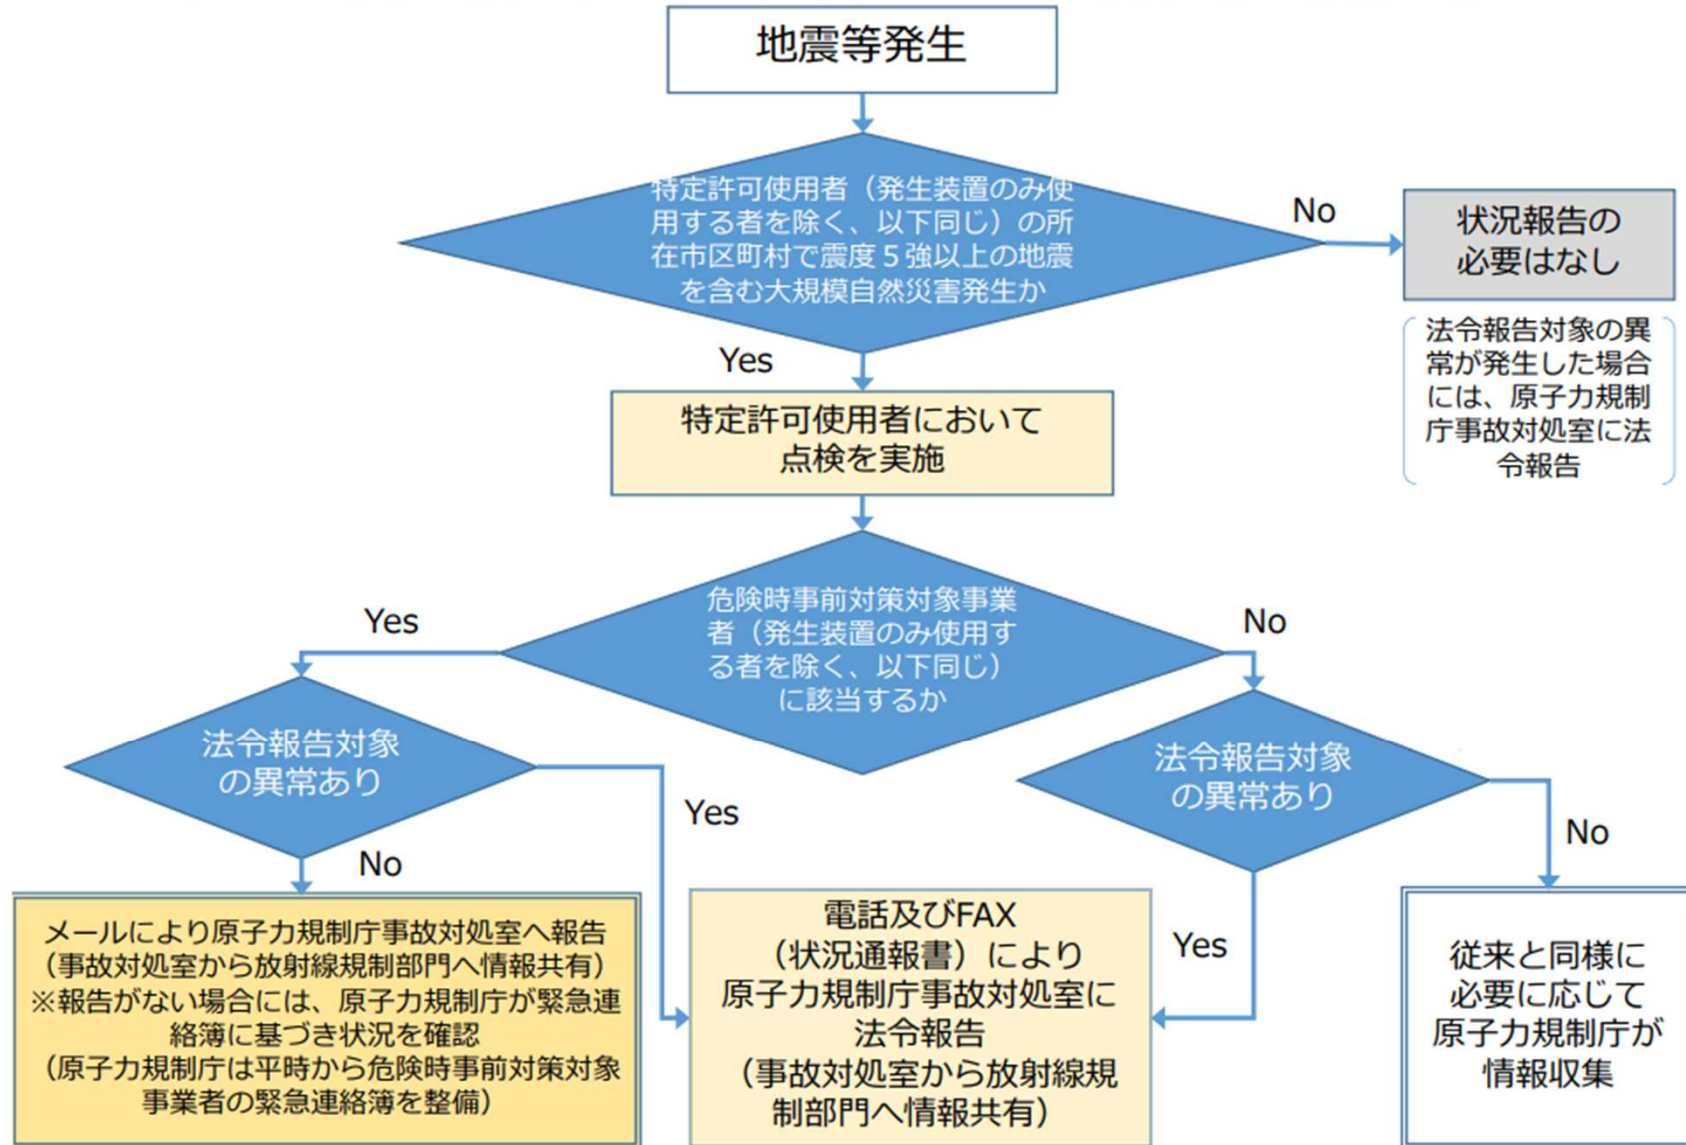 地震等発生
特定許可使用者（発生装置のみ使
用する者を除く、以下同じ）の所
在市区町村で震度５強以上の地震
を含む大規模自然災害発生か
No
状況報告の
必要はなし
法令報告対象の異
常が発生した場合
には、原子力規制
庁事故対処室に法
令報告
Yes
特定許可使用者において
点検を実施
危険時事前対策対象事業
者（発生装置のみ使用す
る者を除く、以下同じ）
に該当するか
Yes
No
法令報告対象
の異常あり
法令報告対象
の異常あり
Yes
No
No
Yes
メールにより原子力規制庁事故対処室へ報告
（事故対処室から放射線規制部門へ情報共有）
※報告がない場合には、原子力規制庁が緊急連
絡簿に基づき状況を確認
（原子力規制庁は平時から危険時事前対策対象
事業者の緊急連絡簿を整備）
電話及びFAX
（状況通報書）により
原子力規制庁事故対処室に
法令報告
（事故対処室から放射線規
制部門へ情報共有）
従来と同様に
必要に応じて
原子力規制庁が
情報収集